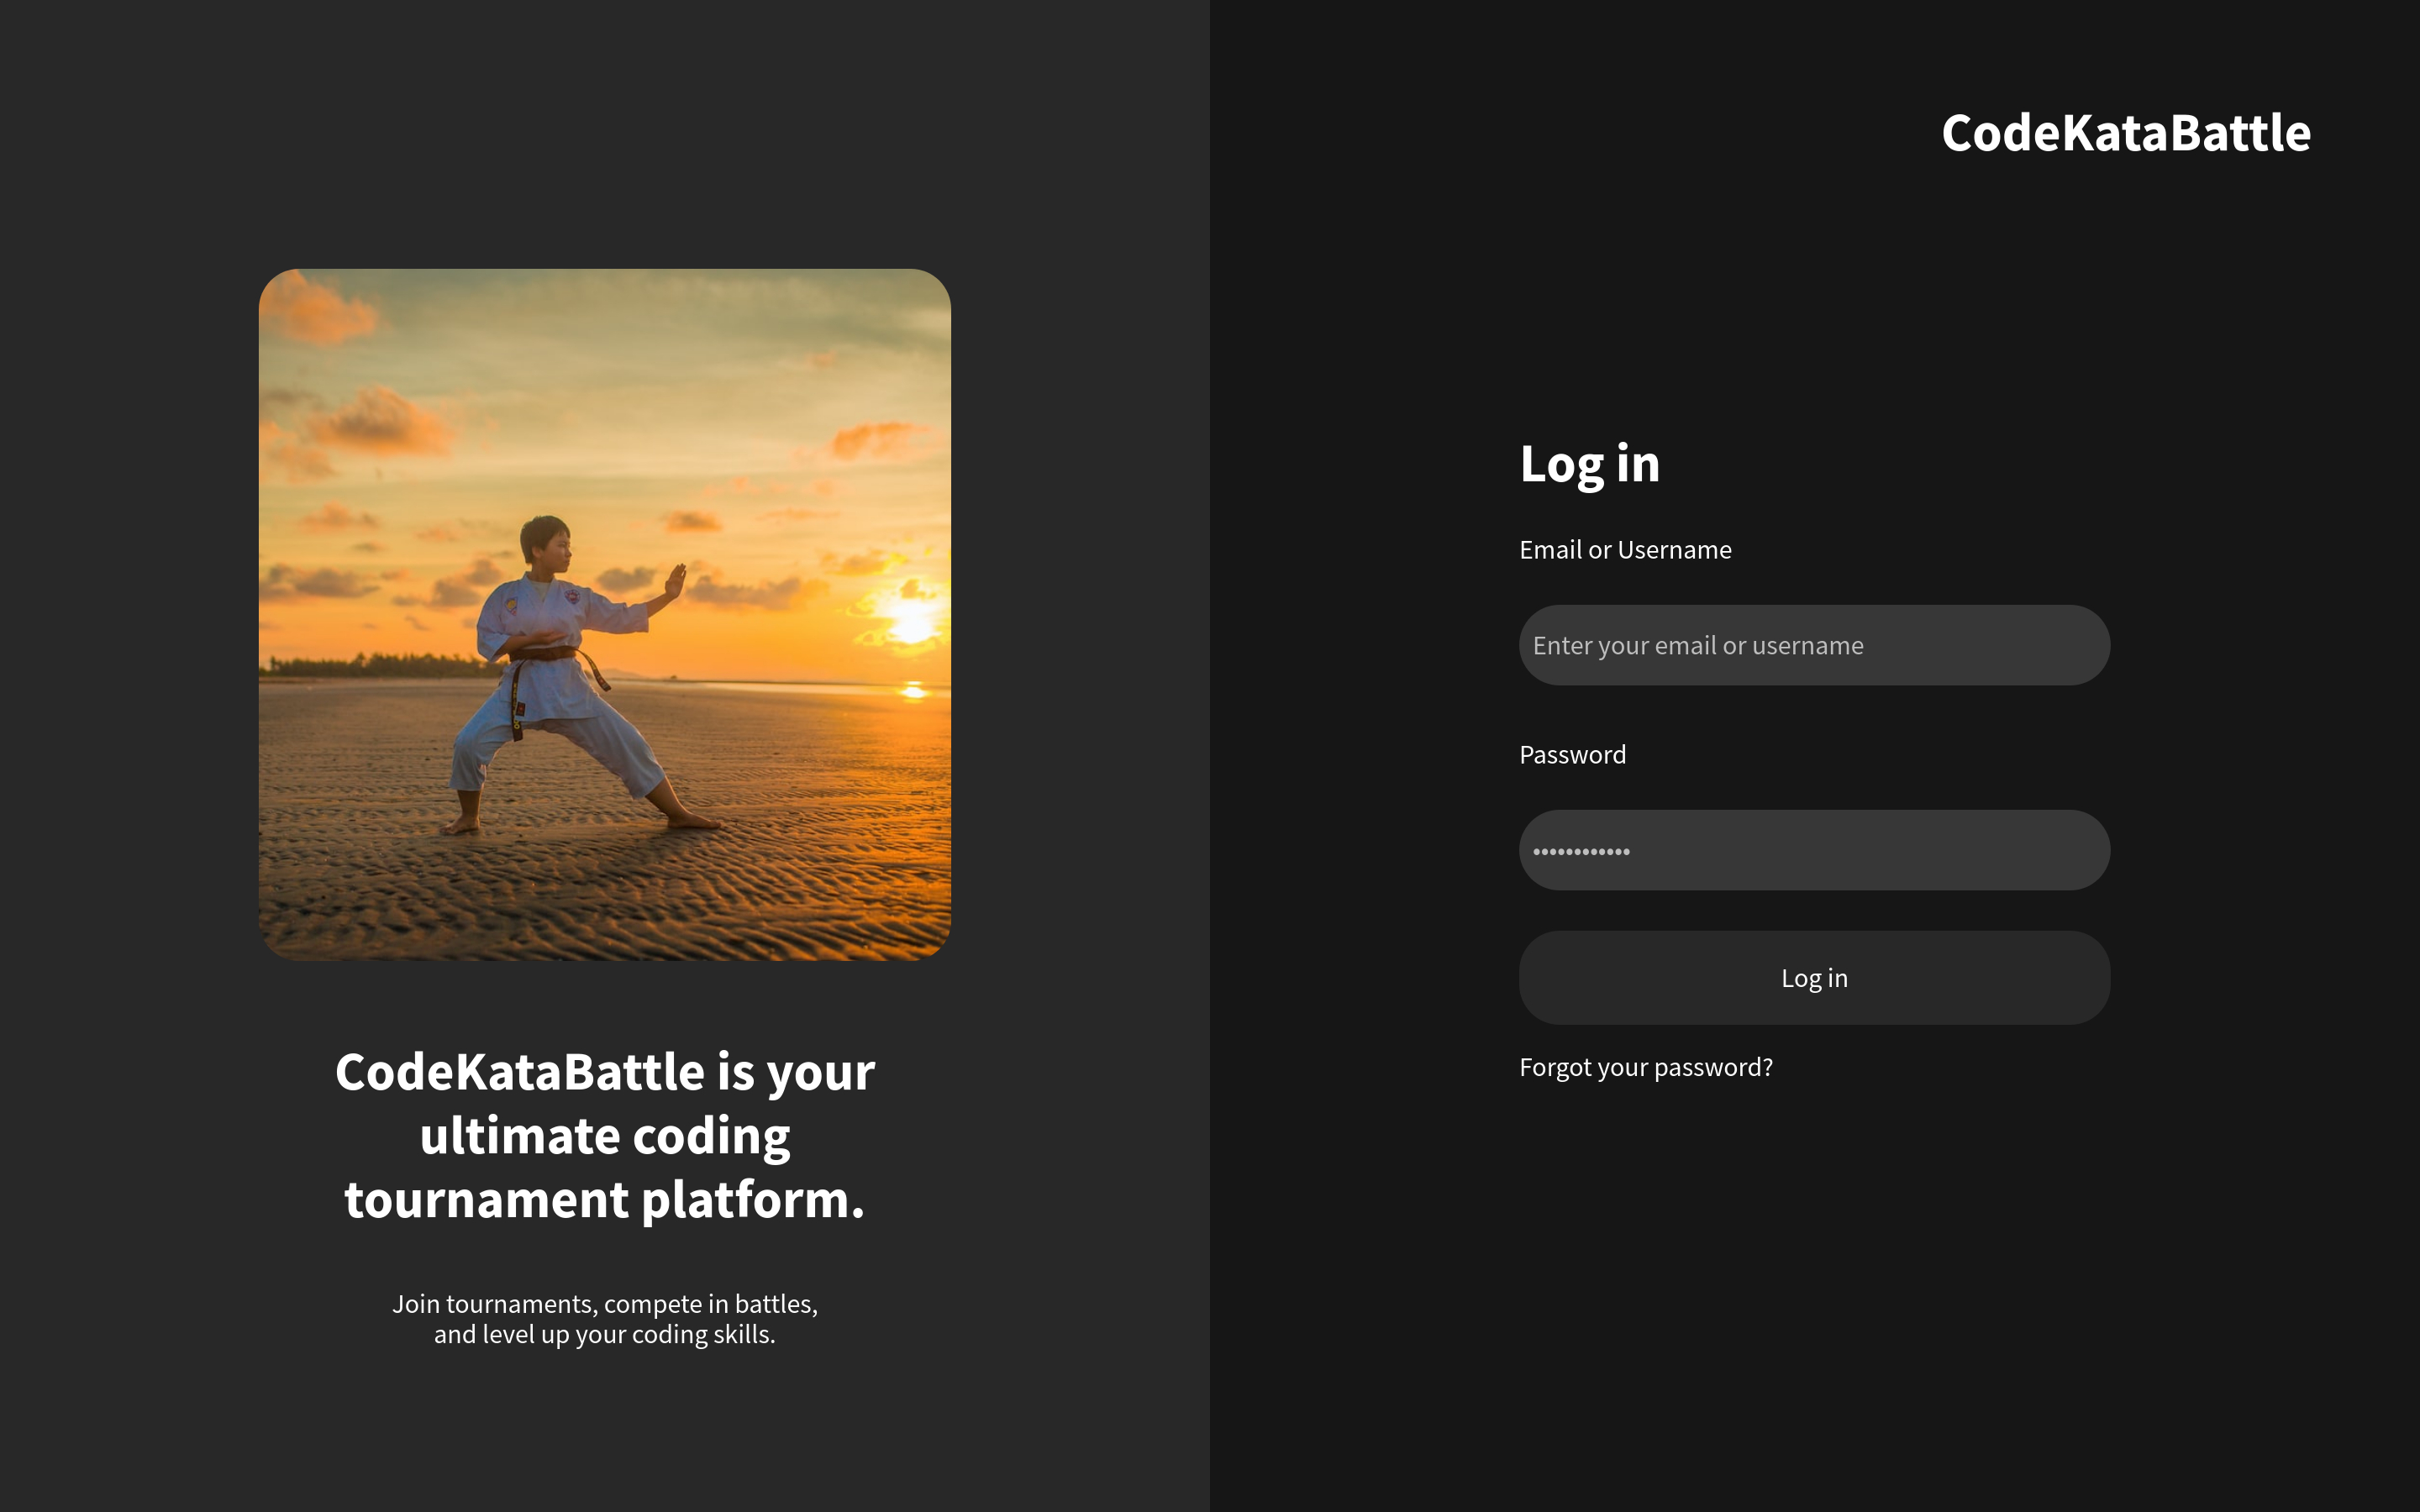 CodeKataBattle is your
ultimate coding
tournament platform.
Join tournaments, compete in battles,
and level up your coding skills.
CodeKataBattle
Log in
Email or Username
Enter your email or username
Password
••••••••••••
Log in
Forgot your password?